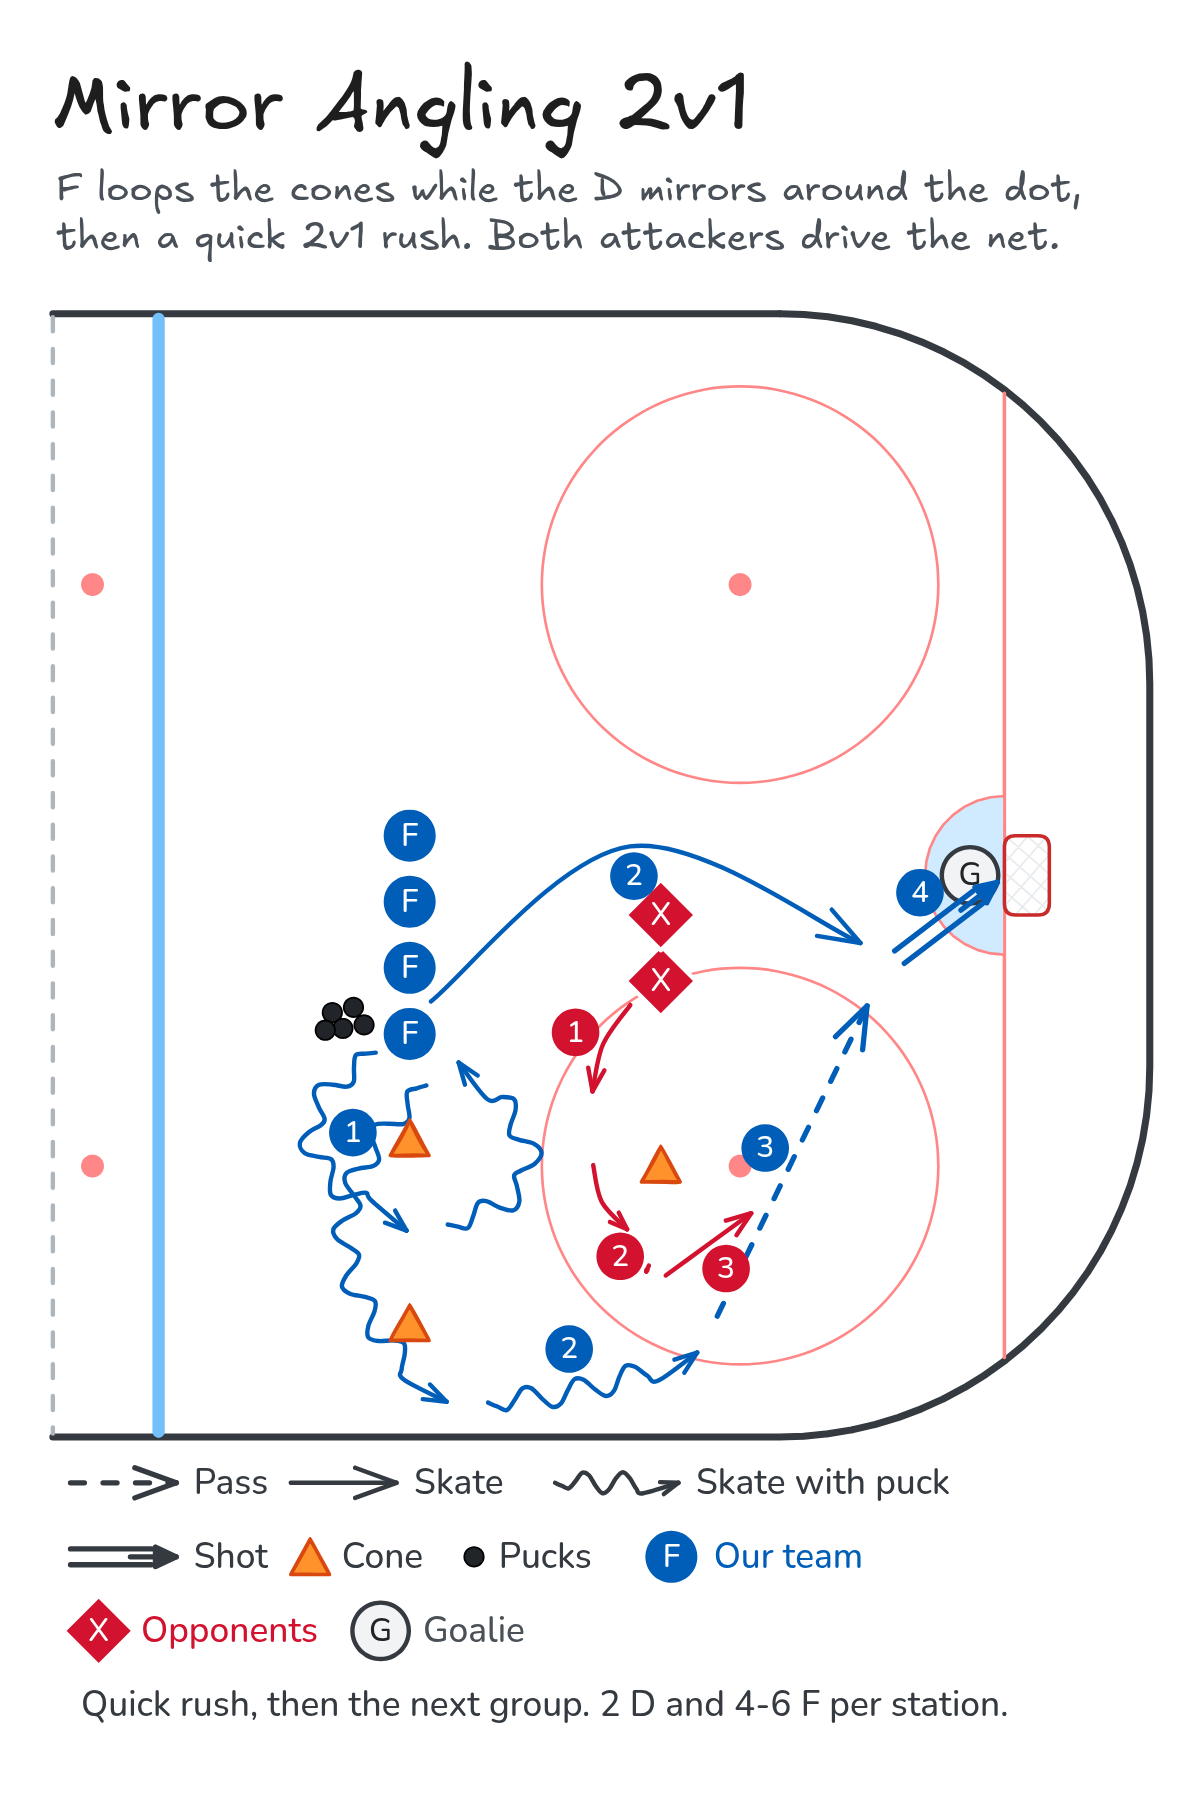 Mirror Angling 2v1
F loops the cones while the D mirrors around the dot,
then a quick 2v1 rush. Both attackers drive the net.
F
2
F
X
G
4
F
X
F
1
1
3
2
3
2
Pass
Skate
Skate with puck
Shot
Cone
Pucks
F
Our team
X
Opponents
G
Goalie
Quick rush, then the next group. 2 D and 4-6 F per station.